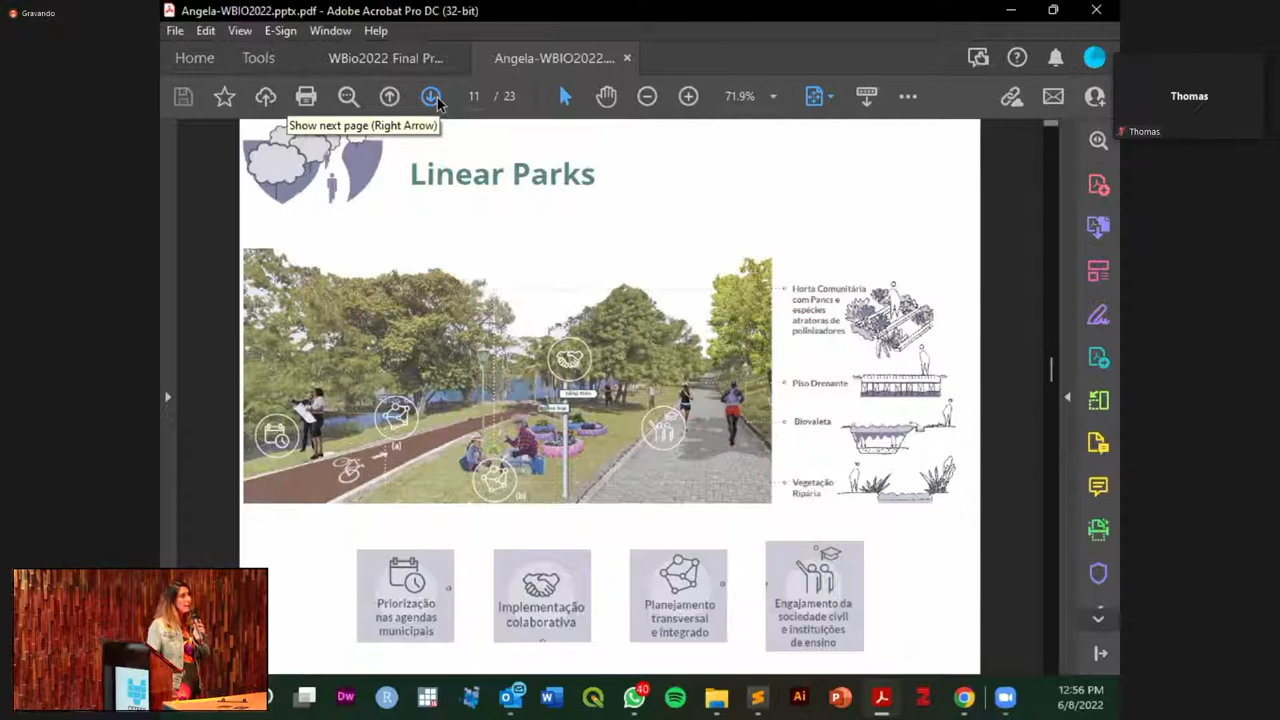 Gravando
Angela-WBIO2022.pptx.pdf - Adobe Acrobat Pro DC (32-bit)
File Edit View E-Sign Window Help
Home Tools WBio2022 Final Pr... Angela-WBIO2022.... ×
11 / 23 71.9%
Show next page (Right Arrow)
Thomas
Thomas
Linear Parks
Horta Comunitária
com Pancs e
espécies
atratoras de
polinizadores
Piso Drenante
Biovaleta
Vegetação
Ripária
(a)
(b)
Priorização
nas agendas
municipais
Implementação
colaborativa
Planejamento
transversal
e integrado
Engajamento da
sociedade civil
e instituições
de ensino
Dw R 40 W Ai P
12:56 PM
6/8/2022